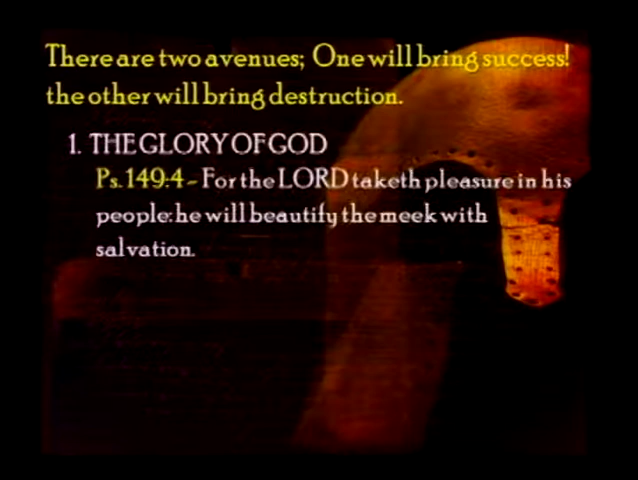 There are two avenues; One will bring success!
the other will bring destruction.
1. THE GLORY OF GOD
Ps. 149:4 - For the LORD taketh pleasure in his
people: he will beautify the meek with
salvation.